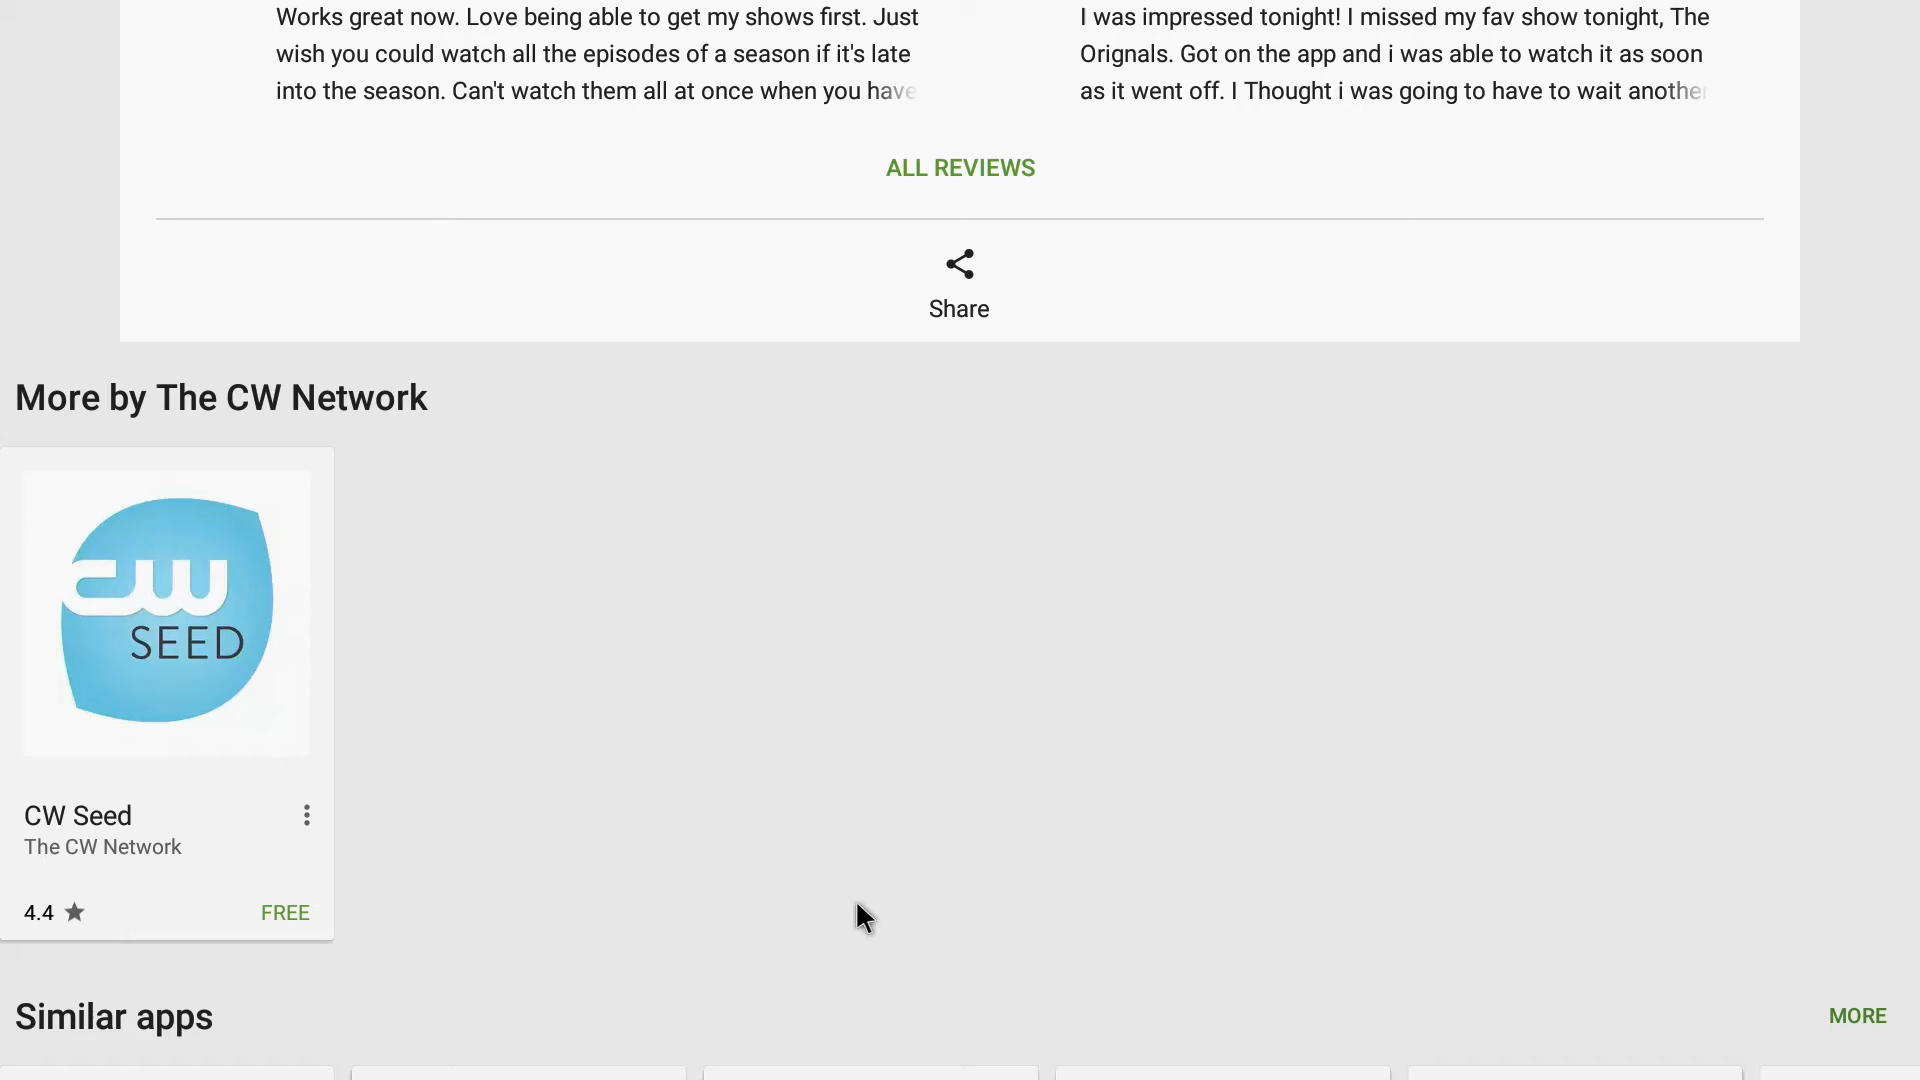 Works great now. Love being able to get my shows first. Just
wish you could watch all the episodes of a season if it's late
into the season. Can't watch them all at once when you have
I was impressed tonight! I missed my fav show tonight, The
Orignals. Got on the app and i was able to watch it as soon
as it went off. I Thought i was going to have to wait another
ALL REVIEWS
Share
More by The CW Network
CW
SEED
CW Seed
The CW Network
4.4
FREE
Similar apps
MORE